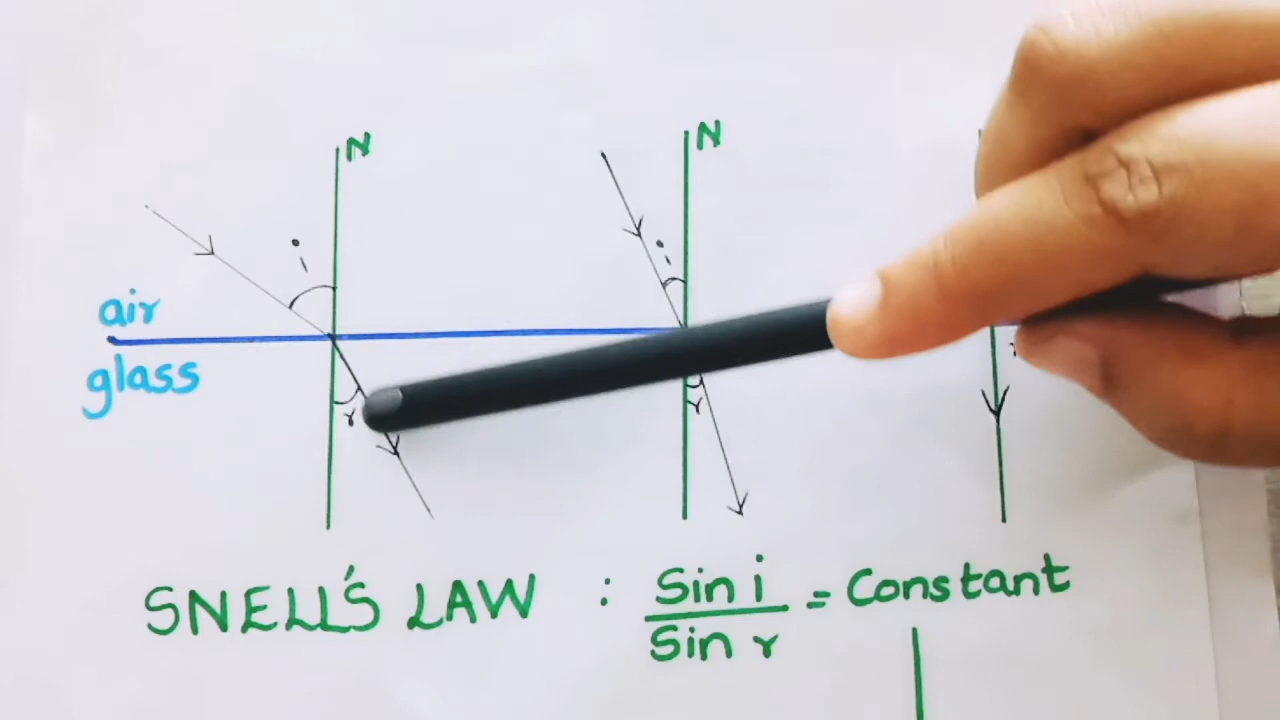 N
N
i
i
air
glass
r
r
SNELL'S LAW : Sin i / Sin r = Constant